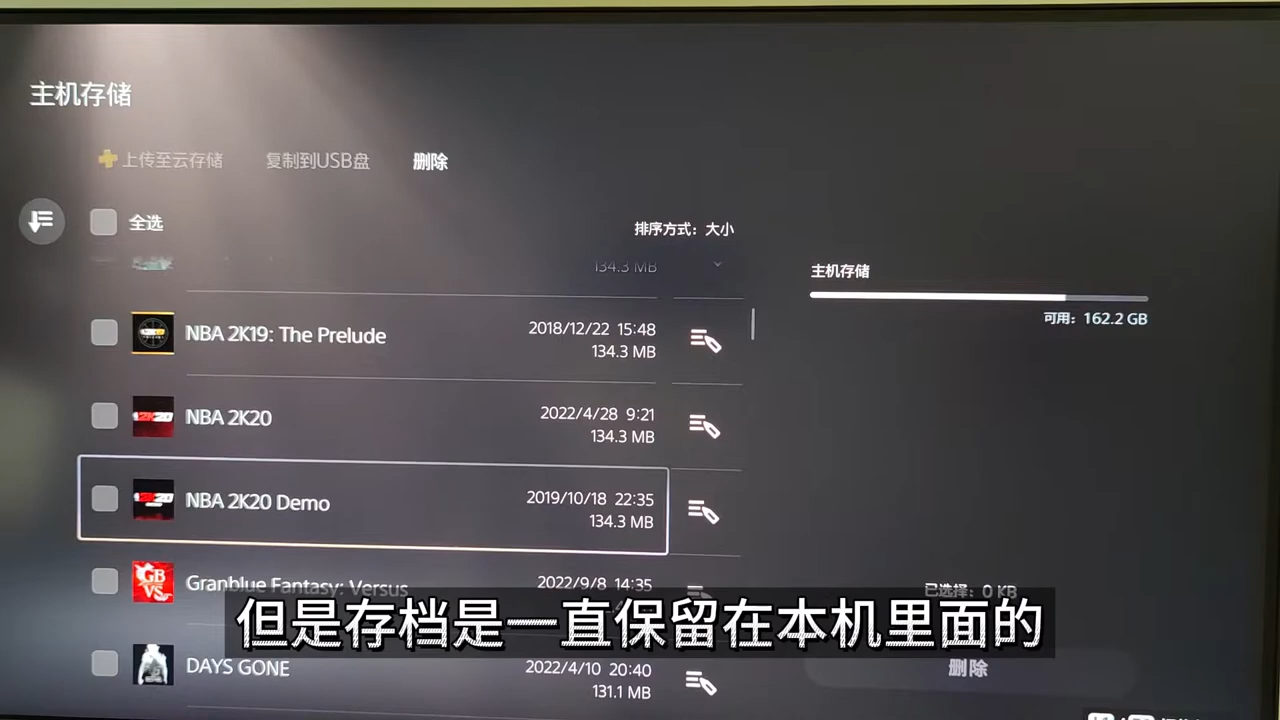 主机存储
上传至云存储 复制到USB盘 删除
全选 排序方式：大小
134.3 MB
主机存储
可用：162.2 GB
NBA 2K19: The Prelude 2018/12/22 15:48
134.3 MB
NBA 2K20 2022/4/28 9:21
134.3 MB
NBA 2K20 Demo 2019/10/18 22:35
134.3 MB
GB
VS
Granblue Fantasy: Versus 2022/9/8 14:35
已选择：0 KB
但是存档是一直保留在本机里面的
DAYS GONE 2022/4/10 20:40
131.1 MB
删除